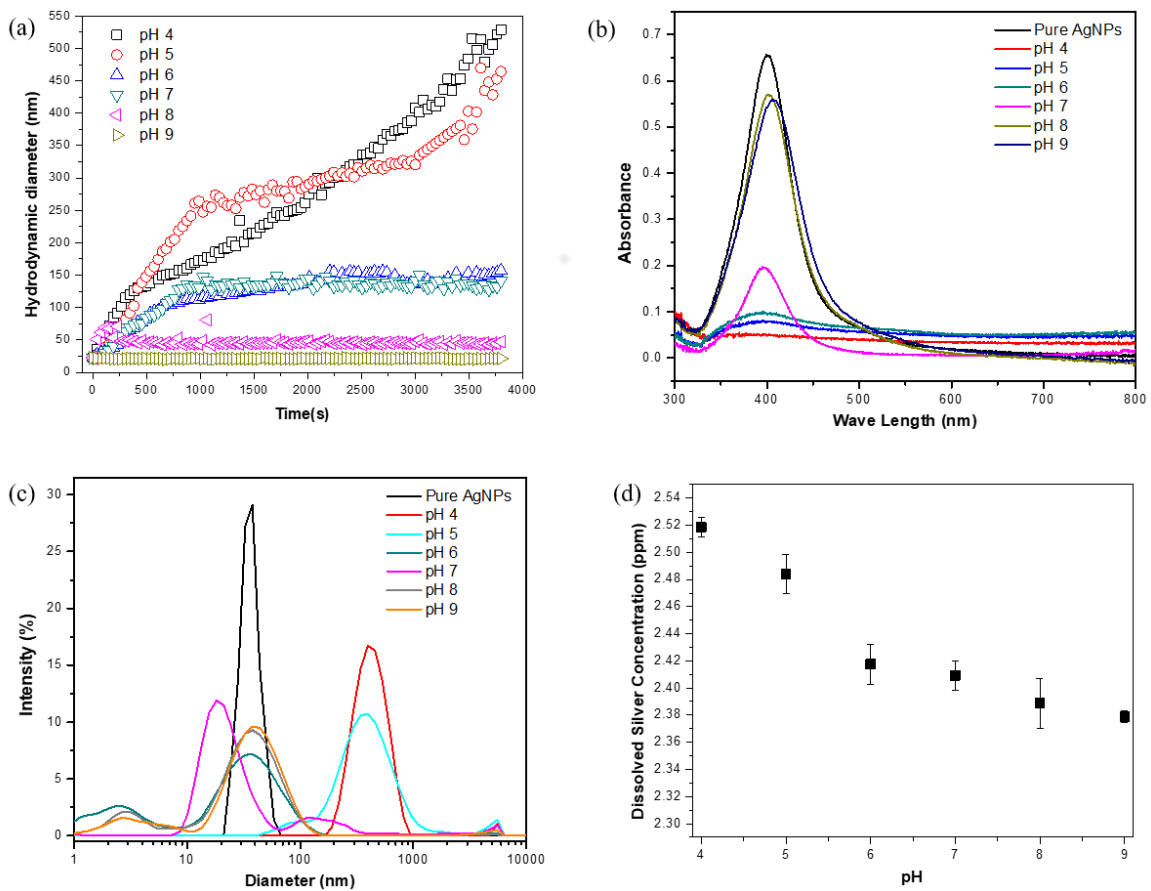 (a)
550
500
450
400
350
300
250
200
150
100
50
0
Hydrodynamic diameter (nm)
pH 4
pH 5
pH 6
pH 7
pH 8
pH 9
0 500 1000 1500 2000 2500 3000 3500 4000
Time(s)
(b)
0.7
0.6
0.5
0.4
0.3
0.2
0.1
0.0
Absorbance
Pure AgNPs
pH 4
pH 5
pH 6
pH 7
pH 8
pH 9
300 400 500 600 700 800
Wave Length (nm)
(c)
30
25
20
15
10
5
0
Intensity (%)
Pure AgNPs
pH 4
pH 5
pH 6
pH 7
pH 8
pH 9
1 10 100 1000 10000
Diameter (nm)
(d)
2.54
2.52
2.50
2.48
2.46
2.44
2.42
2.40
2.38
2.36
2.34
2.32
2.30
Dissolved Silver Concentration (ppm)
4 5 6 7 8 9
pH